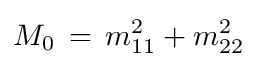 $M_0 \, = \, m_{11}^2 + m_{22}^2$